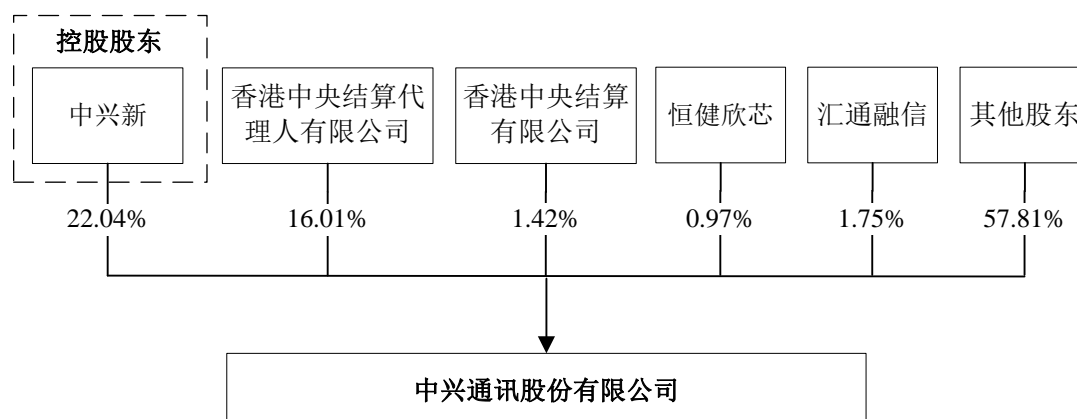 控股股东
中兴新
香港中央结算代
理人有限公司
香港中央结算
有限公司
恒健欣芯
汇通融信
其他股东
22.04%
16.01%
1.42%
0.97%
1.75%
57.81%
中兴通讯股份有限公司